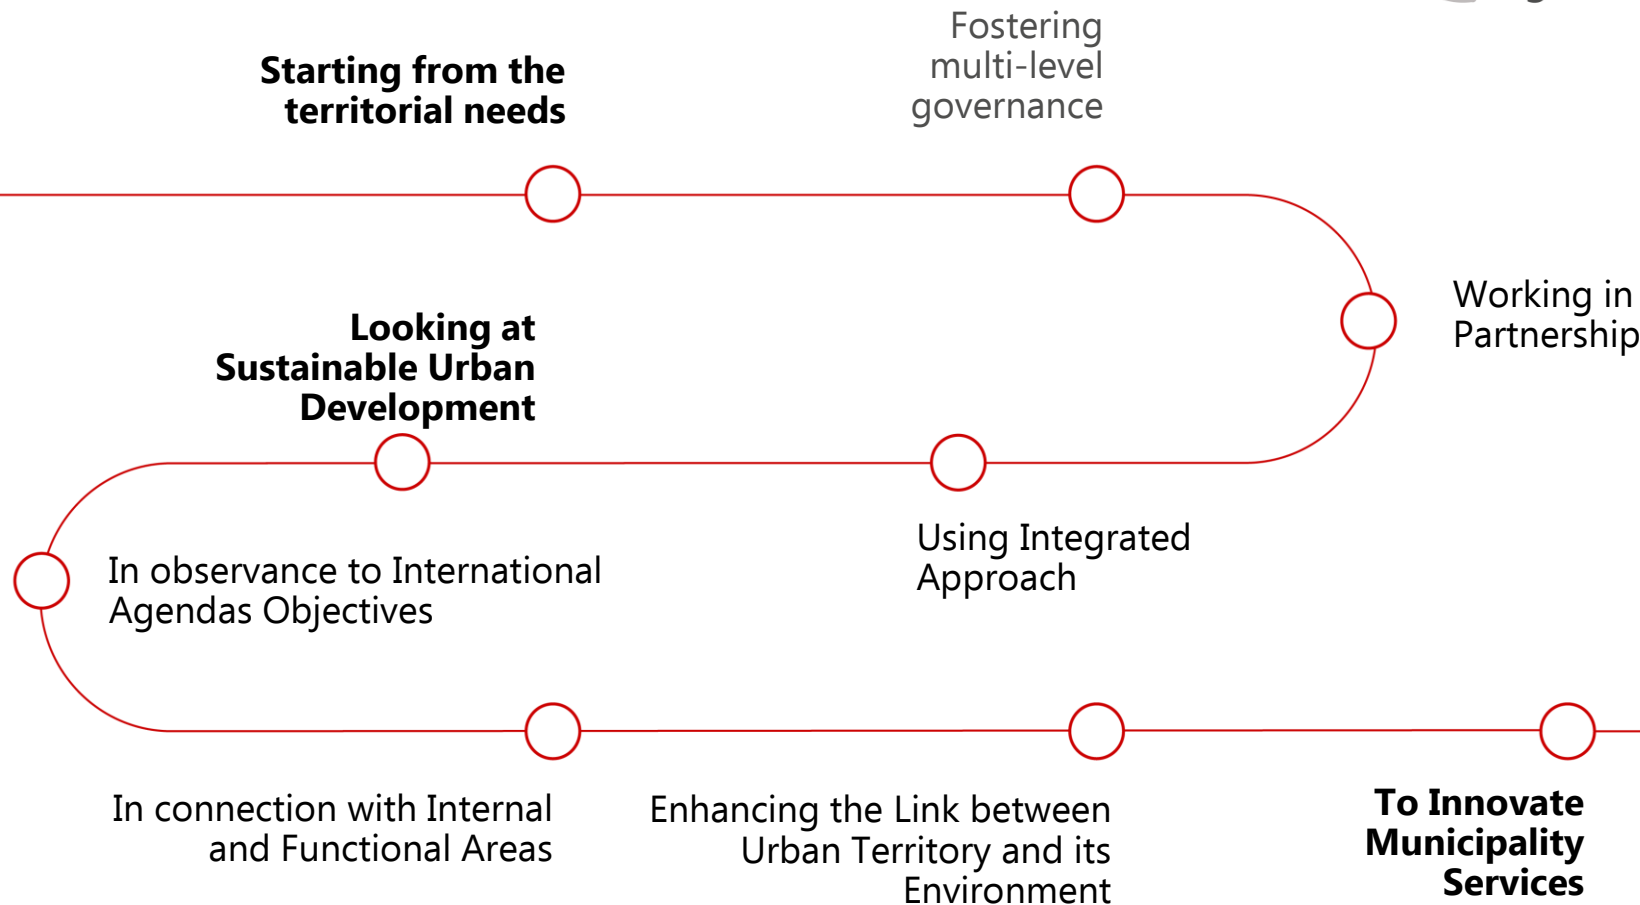 Starting from the
territorial needs
Fostering
multi-level
governance
Working in
Partnership
Looking at
Sustainable Urban
Development
Using Integrated
Approach
In observance to International
Agendas Objectives
In connection with Internal
and Functional Areas
Enhancing the Link between
Urban Territory and its
Environment
To Innovate
Municipality
Services